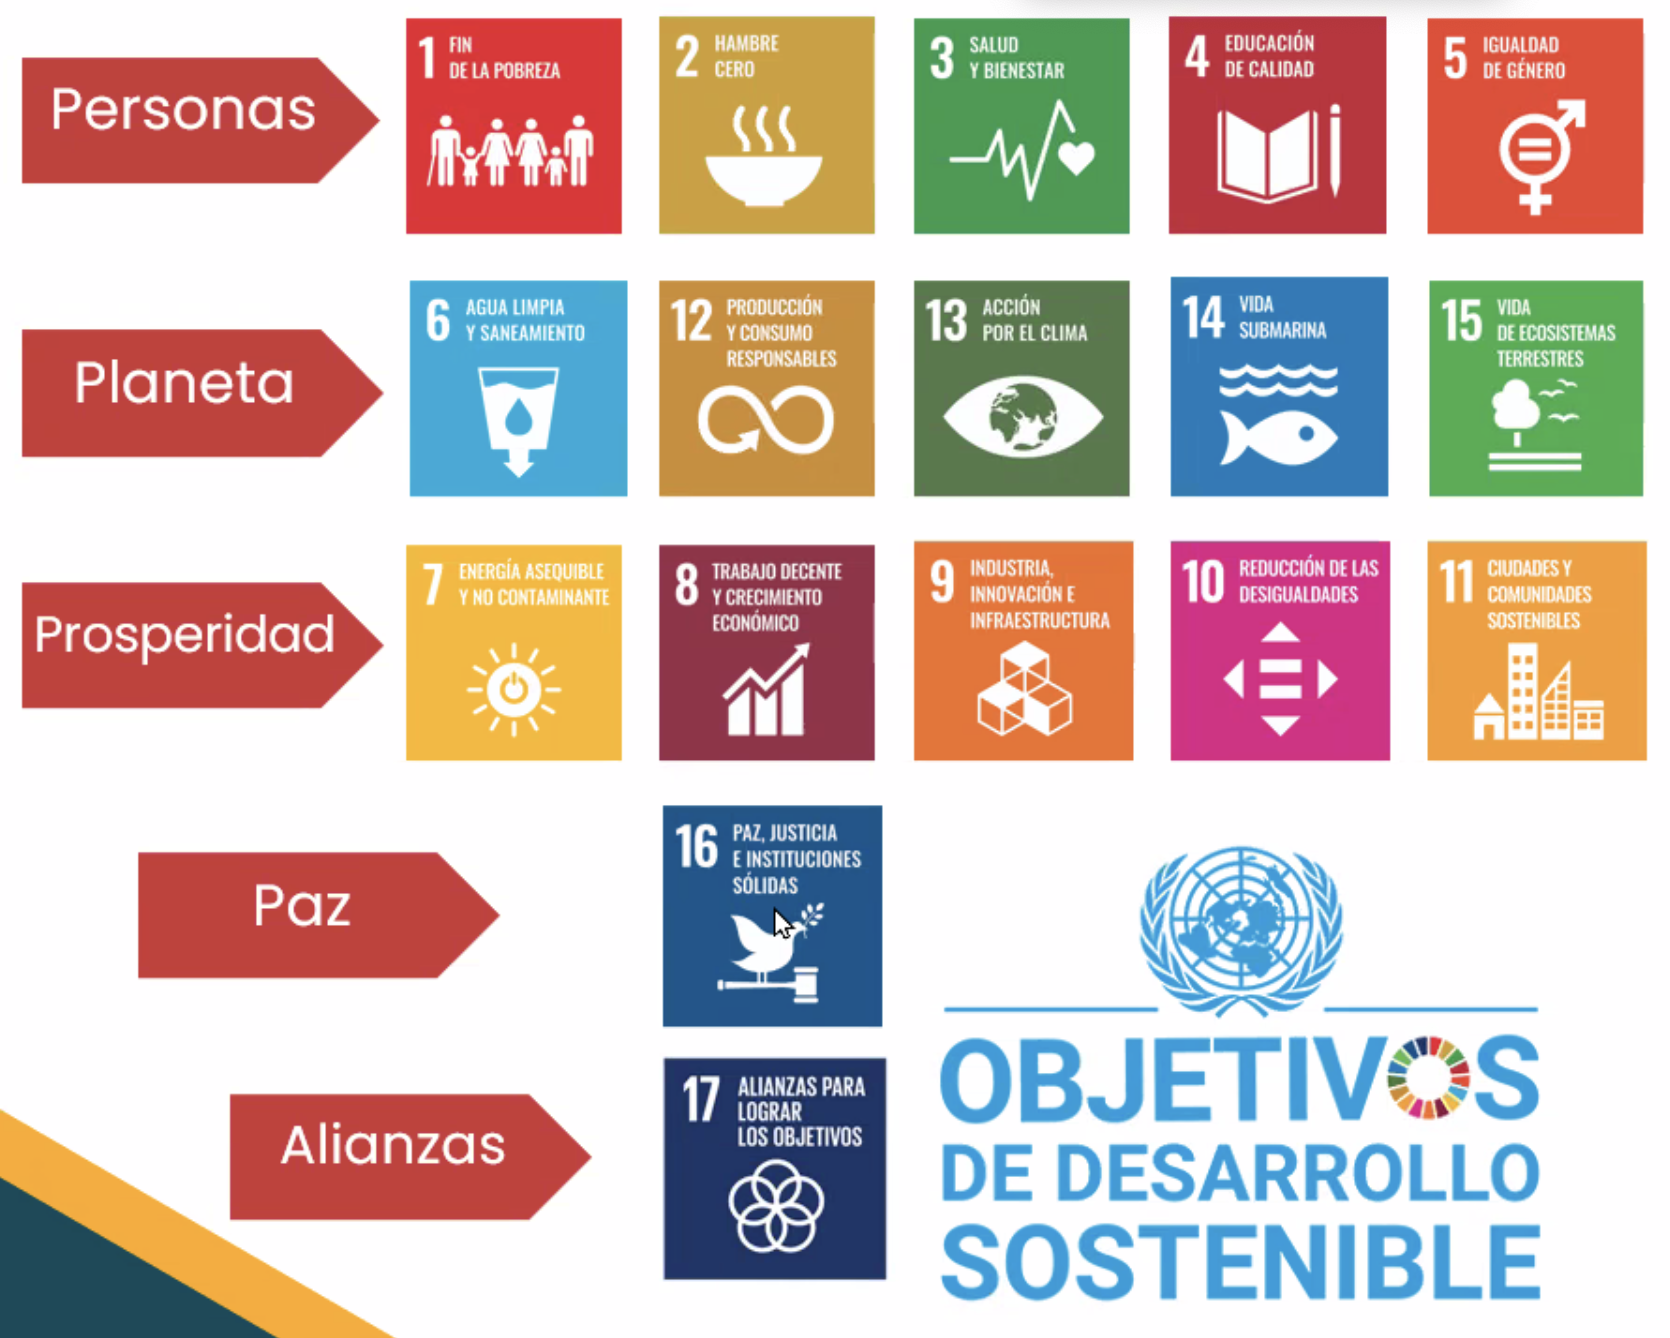 Personas
1 FIN
DE LA POBREZA
2 HAMBRE
CERO
3 SALUD
Y BIENESTAR
4 EDUCACIÓN
DE CALIDAD
5 IGUALDAD
DE GÉNERO
Planeta
6 AGUA LIMPIA
Y SANEAMIENTO
12 PRODUCCIÓN
Y CONSUMO
RESPONSABLES
13 ACCIÓN
POR EL CLIMA
14 VIDA
SUBMARINA
15 VIDA
DE ECOSISTEMAS
TERRESTRES
Prosperidad
7 ENERGÍA ASEQUIBLE
Y NO CONTAMINANTE
8 TRABAJO DECENTE
Y CRECIMIENTO
ECONÓMICO
9 INDUSTRIA,
INNOVACIÓN E
INFRAESTRUCTURA
10 REDUCCIÓN DE LAS
DESIGUALDADES
11 CIUDADES Y
COMUNIDADES
SOSTENIBLES
Paz
16 PAZ, JUSTICIA
E INSTITUCIONES
SÓLIDAS
Alianzas
17 ALIANZAS PARA
LOGRAR
LOS OBJETIVOS
OBJETIVOS
DE DESARROLLO
SOSTENIBLE